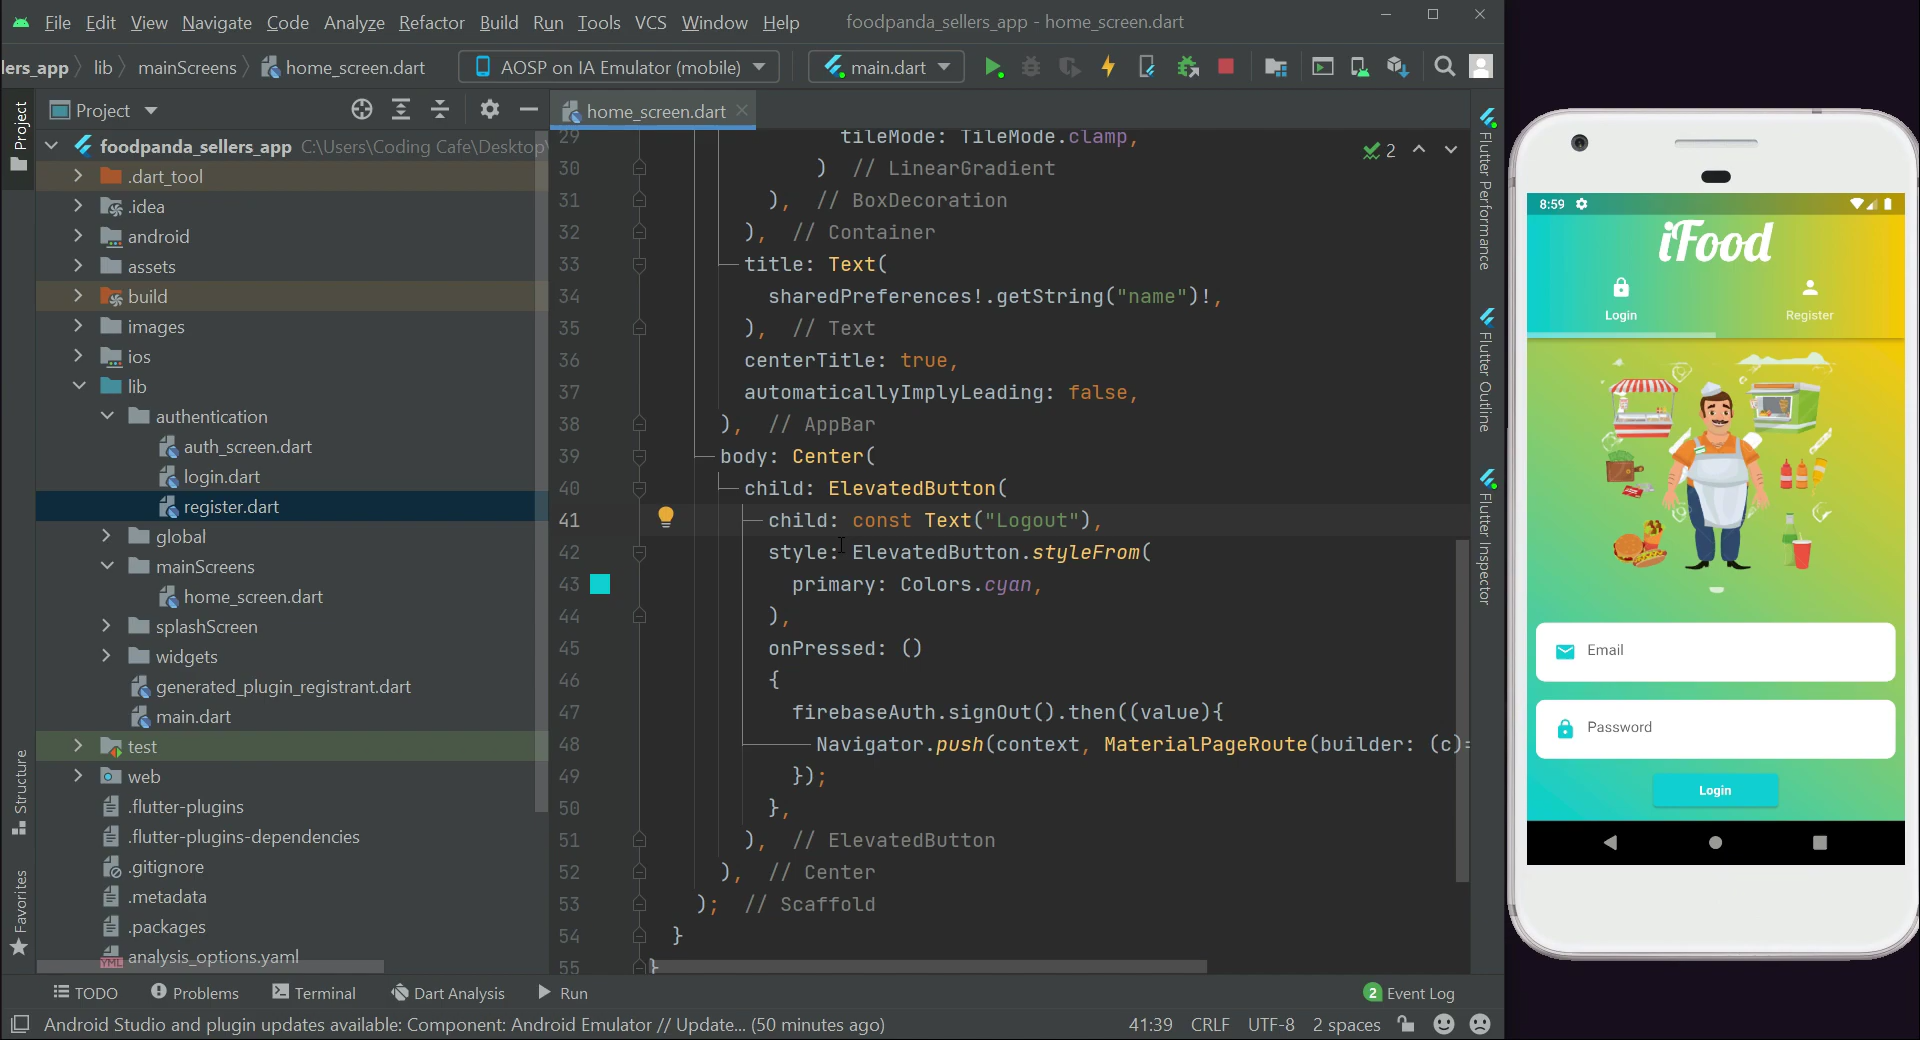 File Edit View Navigate Code Analyze Refactor Build Run Tools VCS Window Help foodpanda_sellers_app - home_screen.dart
lers_app lib mainScreens home_screen.dart AOSP on IA Emulator (mobile) main.dart
Project
Project
home_screen.dart
foodpanda_sellers_app C:\Users\Coding Cafe\Desktop\
.dart_tool
.idea
android
assets
build
images
ios
lib
authentication
auth_screen.dart
login.dart
register.dart
global
mainScreens
home_screen.dart
splashScreen
widgets
generated_plugin_registrant.dart
main.dart
test
web
.flutter-plugins
.flutter-plugins-dependencies
.gitignore
.metadata
.packages
analysis_options.yaml
Structure
Favorites
29 tileMode: TileMode.clamp,
30 ) // LinearGradient
31 ), // BoxDecoration
32 ), // Container
33 title: Text(
34 sharedPreferences!.getString("name")!,
35 ), // Text
36 centerTitle: true,
37 automaticallyImplyLeading: false,
38 ), // AppBar
39 body: Center(
40 child: ElevatedButton(
41 child: const Text("Logout"),
42 style: ElevatedButton.styleFrom(
43 primary: Colors.cyan,
44 ),
45 onPressed: ()
46 {
47 firebaseAuth.signOut().then((value){
48 Navigator.push(context, MaterialPageRoute(builder: (c)=
49 });
50 },
51 ), // ElevatedButton
52 ), // Center
53 ); // Scaffold
54 }
55 }
2
Flutter Performance
Flutter Outline
Flutter Inspector
TODO Problems Terminal Dart Analysis Run 2 Event Log
Android Studio and plugin updates available: Component: Android Emulator // Update... (50 minutes ago) 41:39 CRLF UTF-8 2 spaces
8:59
iFood
Login Register
Email
Password
Login